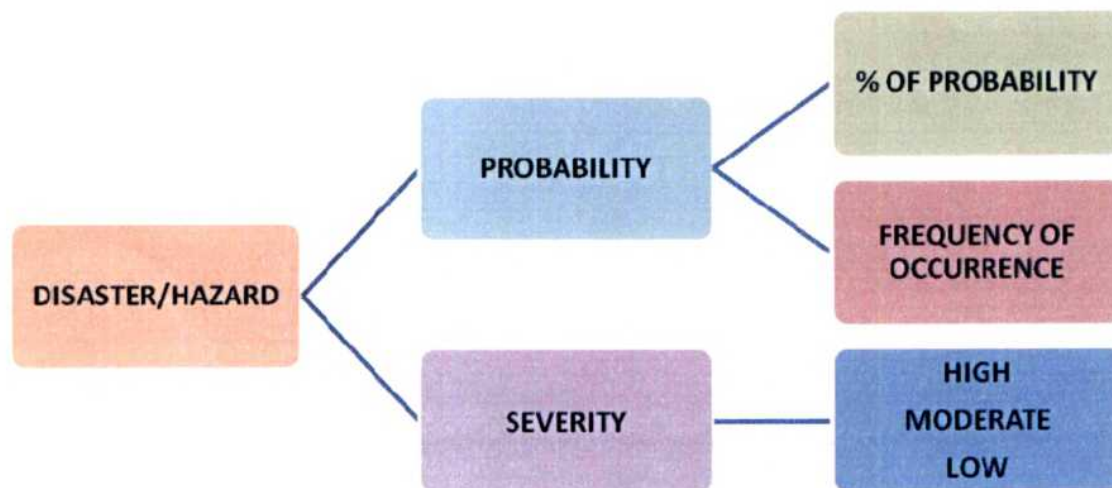 DISASTER/HAZARD
PROBABILITY
% OF PROBABILITY
FREQUENCY OF
OCCURRENCE
SEVERITY
HIGH
MODERATE
LOW